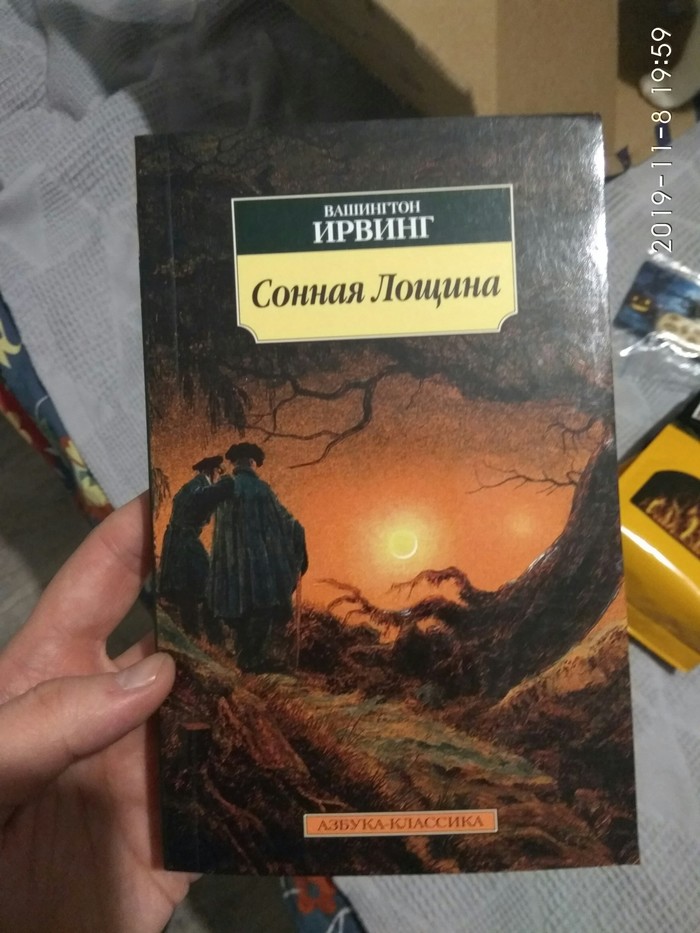 ВАШИНГТОН
ИРВИНГ
Сонная Лощина
АЗБУКА-КЛАССИКА
2019-11-8 19:59